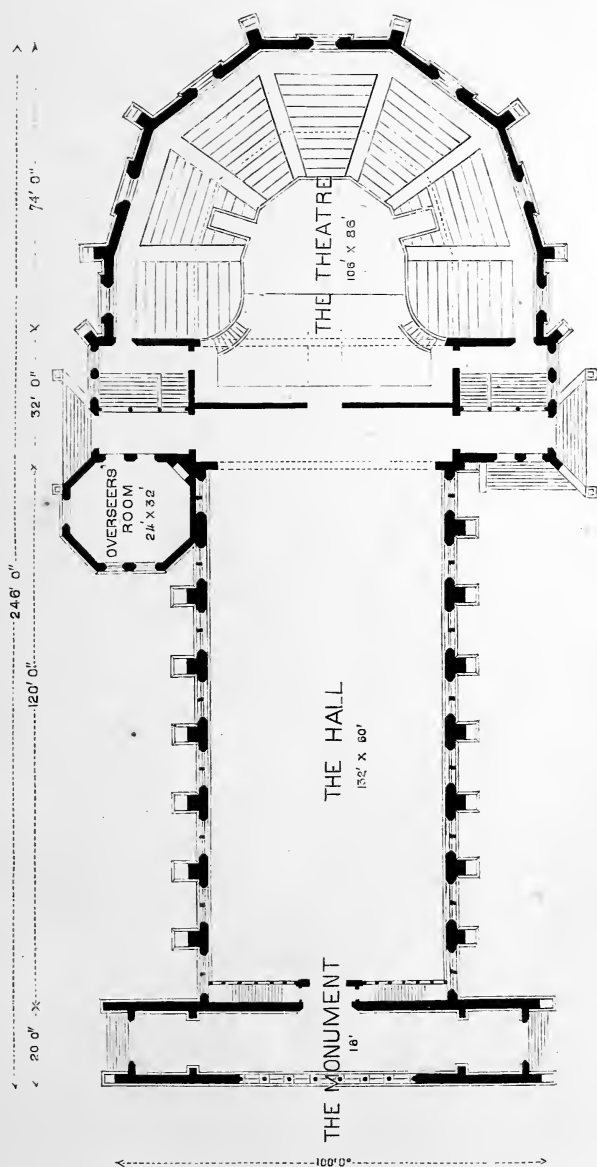 246' 0"
74' 0"
32' 0"
120' 0"
20 0"
THE THEATRE
106' X 86'
OVERSEERS
ROOM
24 X 32'
THE HALL
132' X 60'
THE MONUMENT
18'
100'.0"